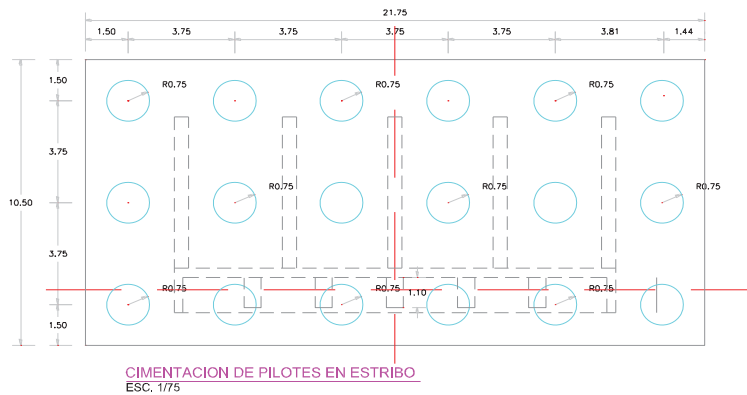 21.75
1.50 3.75 3.75 3.75 3.75 3.81 1.44
1.50
R0.75 R0.75 R0.75
3.75
R0.75 R0.75 R0.75
10.50
3.75
R0.75 R0.75 R0.75
1.10
1.50
CIMENTACION DE PILOTES EN ESTRIBO
ESC. 1/75